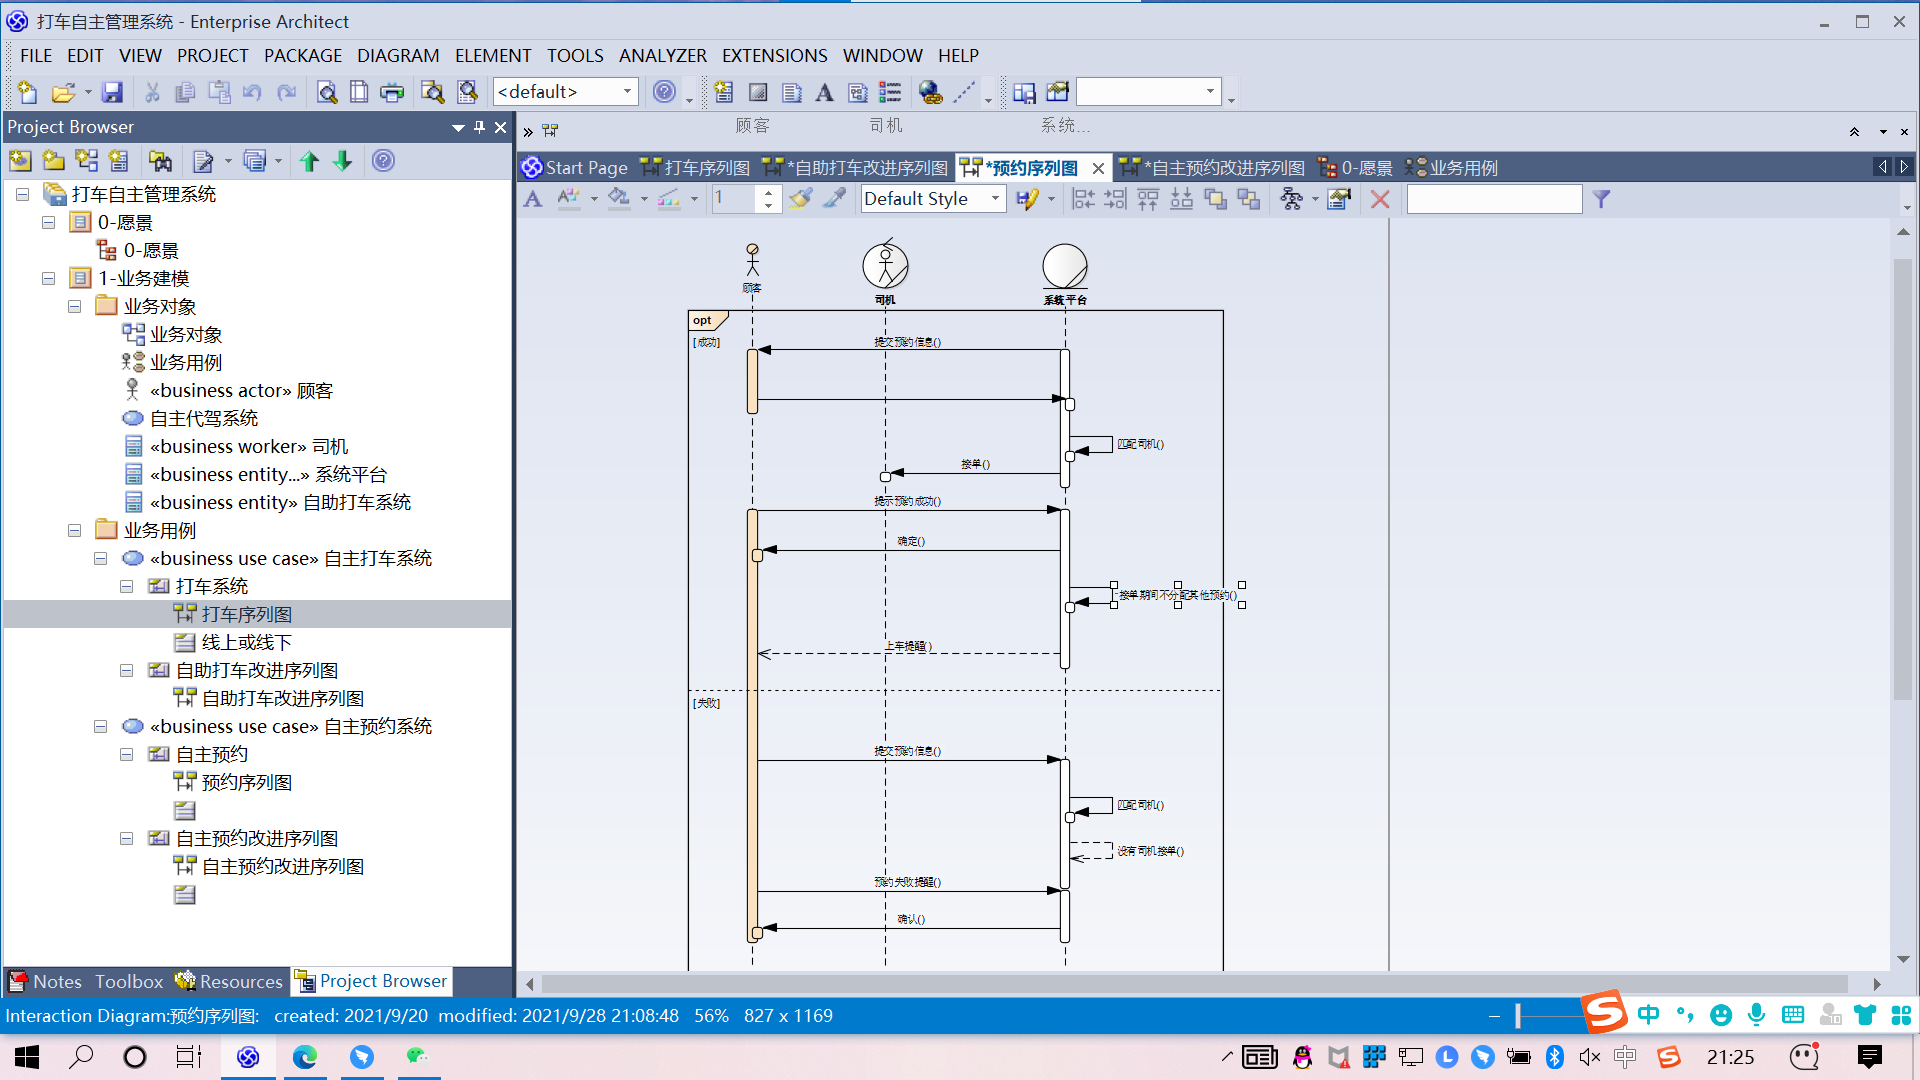 打车自主管理系统 - Enterprise Architect
FILE EDIT VIEW PROJECT PACKAGE DIAGRAM ELEMENT TOOLS ANALYZER EXTENSIONS WINDOW HELP
<default>
Project Browser
顾客 司机 系统...
Start Page 打车序列图 *自助打车改进序列图 *预约序列图 *自主预约改进序列图 0-愿景 业务用例
1 Default Style
打车自主管理系统
0-愿景
0-愿景
1-业务建模
业务对象
业务对象
业务用例
«business actor» 顾客
自主代驾系统
«business worker» 司机
«business entity...» 系统平台
«business entity» 自助打车系统
业务用例
«business use case» 自主打车系统
打车系统
打车序列图
线上或线下
自助打车改进序列图
自助打车改进序列图
«business use case» 自主预约系统
自主预约
预约序列图
自主预约改进序列图
自主预约改进序列图
顾客
司机
系统平台
opt
[成功]
提交预约信息()
匹配司机()
接单()
提示预约成功()
确定()
接单期间不分配其他预约()
上车提醒()
[失败]
提交预约信息()
匹配司机()
没有司机接单()
预约失败提醒()
确认()
Notes Toolbox Resources Project Browser
Interaction Diagram:预约序列图: created: 2021/9/20 modified: 2021/9/28 21:08:48 56% 827 x 1169
中
中
21:25